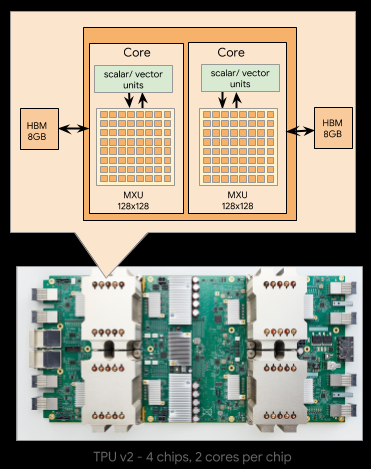 Core
Core
scalar/ vector
units
scalar/ vector
units
HBM
8GB
HBM
8GB
MXU
128x128
MXU
128x128
TPU v2 - 4 chips, 2 cores per chip